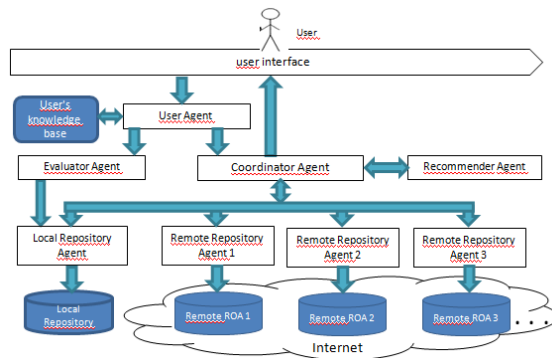 User
user interface
User's
knowledge
base
User Agent
Evaluator Agent
Coordinator Agent
Recommender Agent
Local Repository
Agent
Remote Repository
Agent 1
Remote Repository
Agent 2
Remote Repository
Agent 3
Local
Repository
Remote ROA 1
Remote ROA 2
Remote ROA 3
. . .
Internet